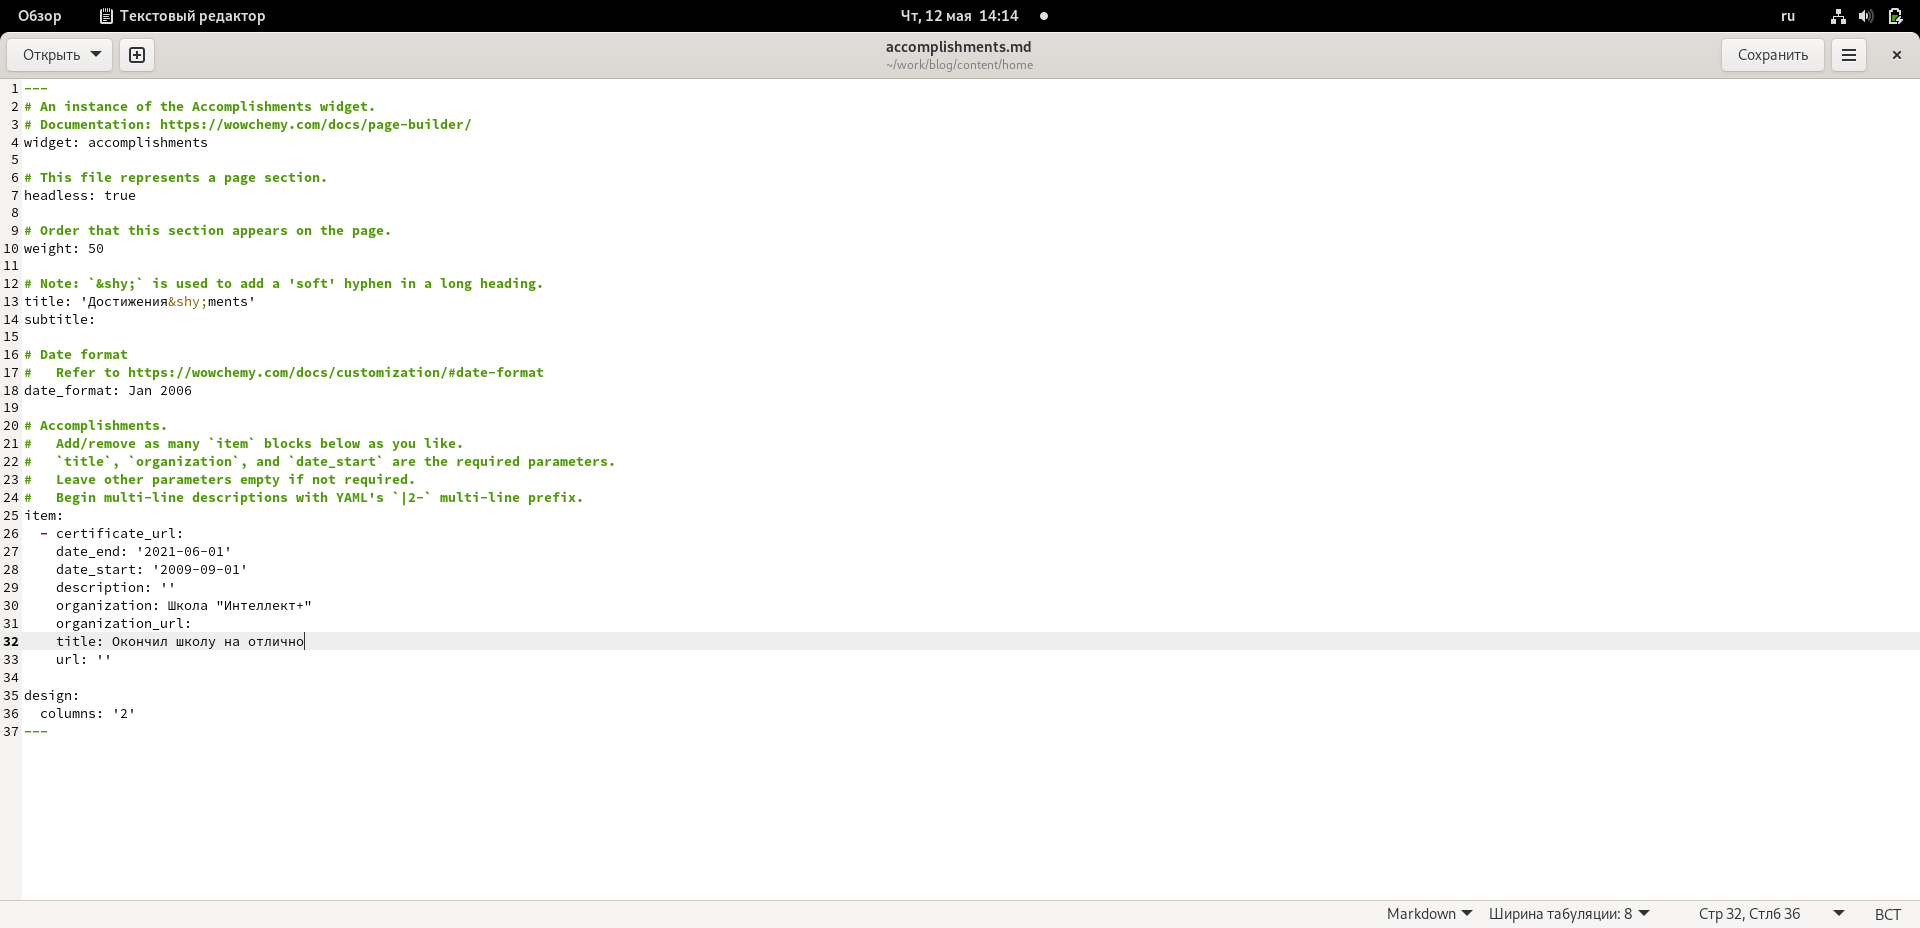 Обзор Текстовый редактор Чт, 12 мая 14:14 ru
Открыть accomplishments.md Сохранить
~/work/blog/content/home
1 ---
2 # An instance of the Accomplishments widget.
3 # Documentation: https://wowchemy.com/docs/page-builder/
4 widget: accomplishments
5
6 # This file represents a page section.
7 headless: true
8
9 # Order that this section appears on the page.
10 weight: 50
11
12 # Note: `&shy;` is used to add a 'soft' hyphen in a long heading.
13 title: 'Достижения&shy;ments'
14 subtitle:
15
16 # Date format
17 #   Refer to https://wowchemy.com/docs/customization/#date-format
18 date_format: Jan 2006
19
20 # Accomplishments.
21 #   Add/remove as many `item` blocks below as you like.
22 #   `title`, `organization`, and `date_start` are the required parameters.
23 #   Leave other parameters empty if not required.
24 #   Begin multi-line descriptions with YAML's `|2-` multi-line prefix.
25 item:
26   - certificate_url:
27     date_end: '2021-06-01'
28     date_start: '2009-09-01'
29     description: ''
30     organization: Школа "Интеллект+"
31     organization_url:
32     title: Окончил школу на отлично
33     url: ''
34
35 design:
36   columns: '2'
37 ---
Markdown Ширина табуляции: 8 Стр 32, Стлб 36 ВСТ